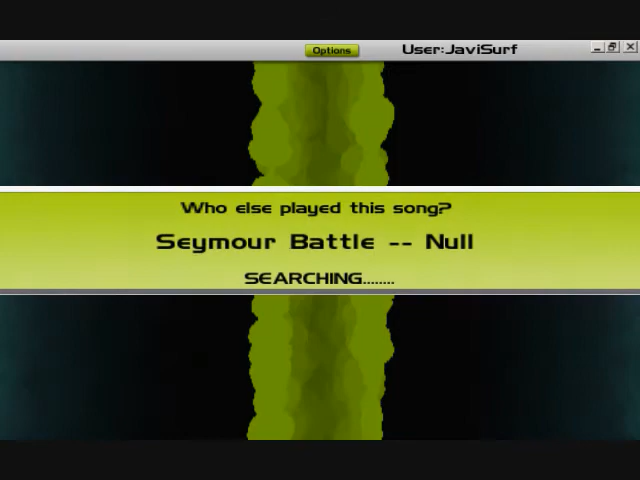 Options
User:JaviSurf
Who else played this song?
Seymour Battle -- Null
SEARCHING........